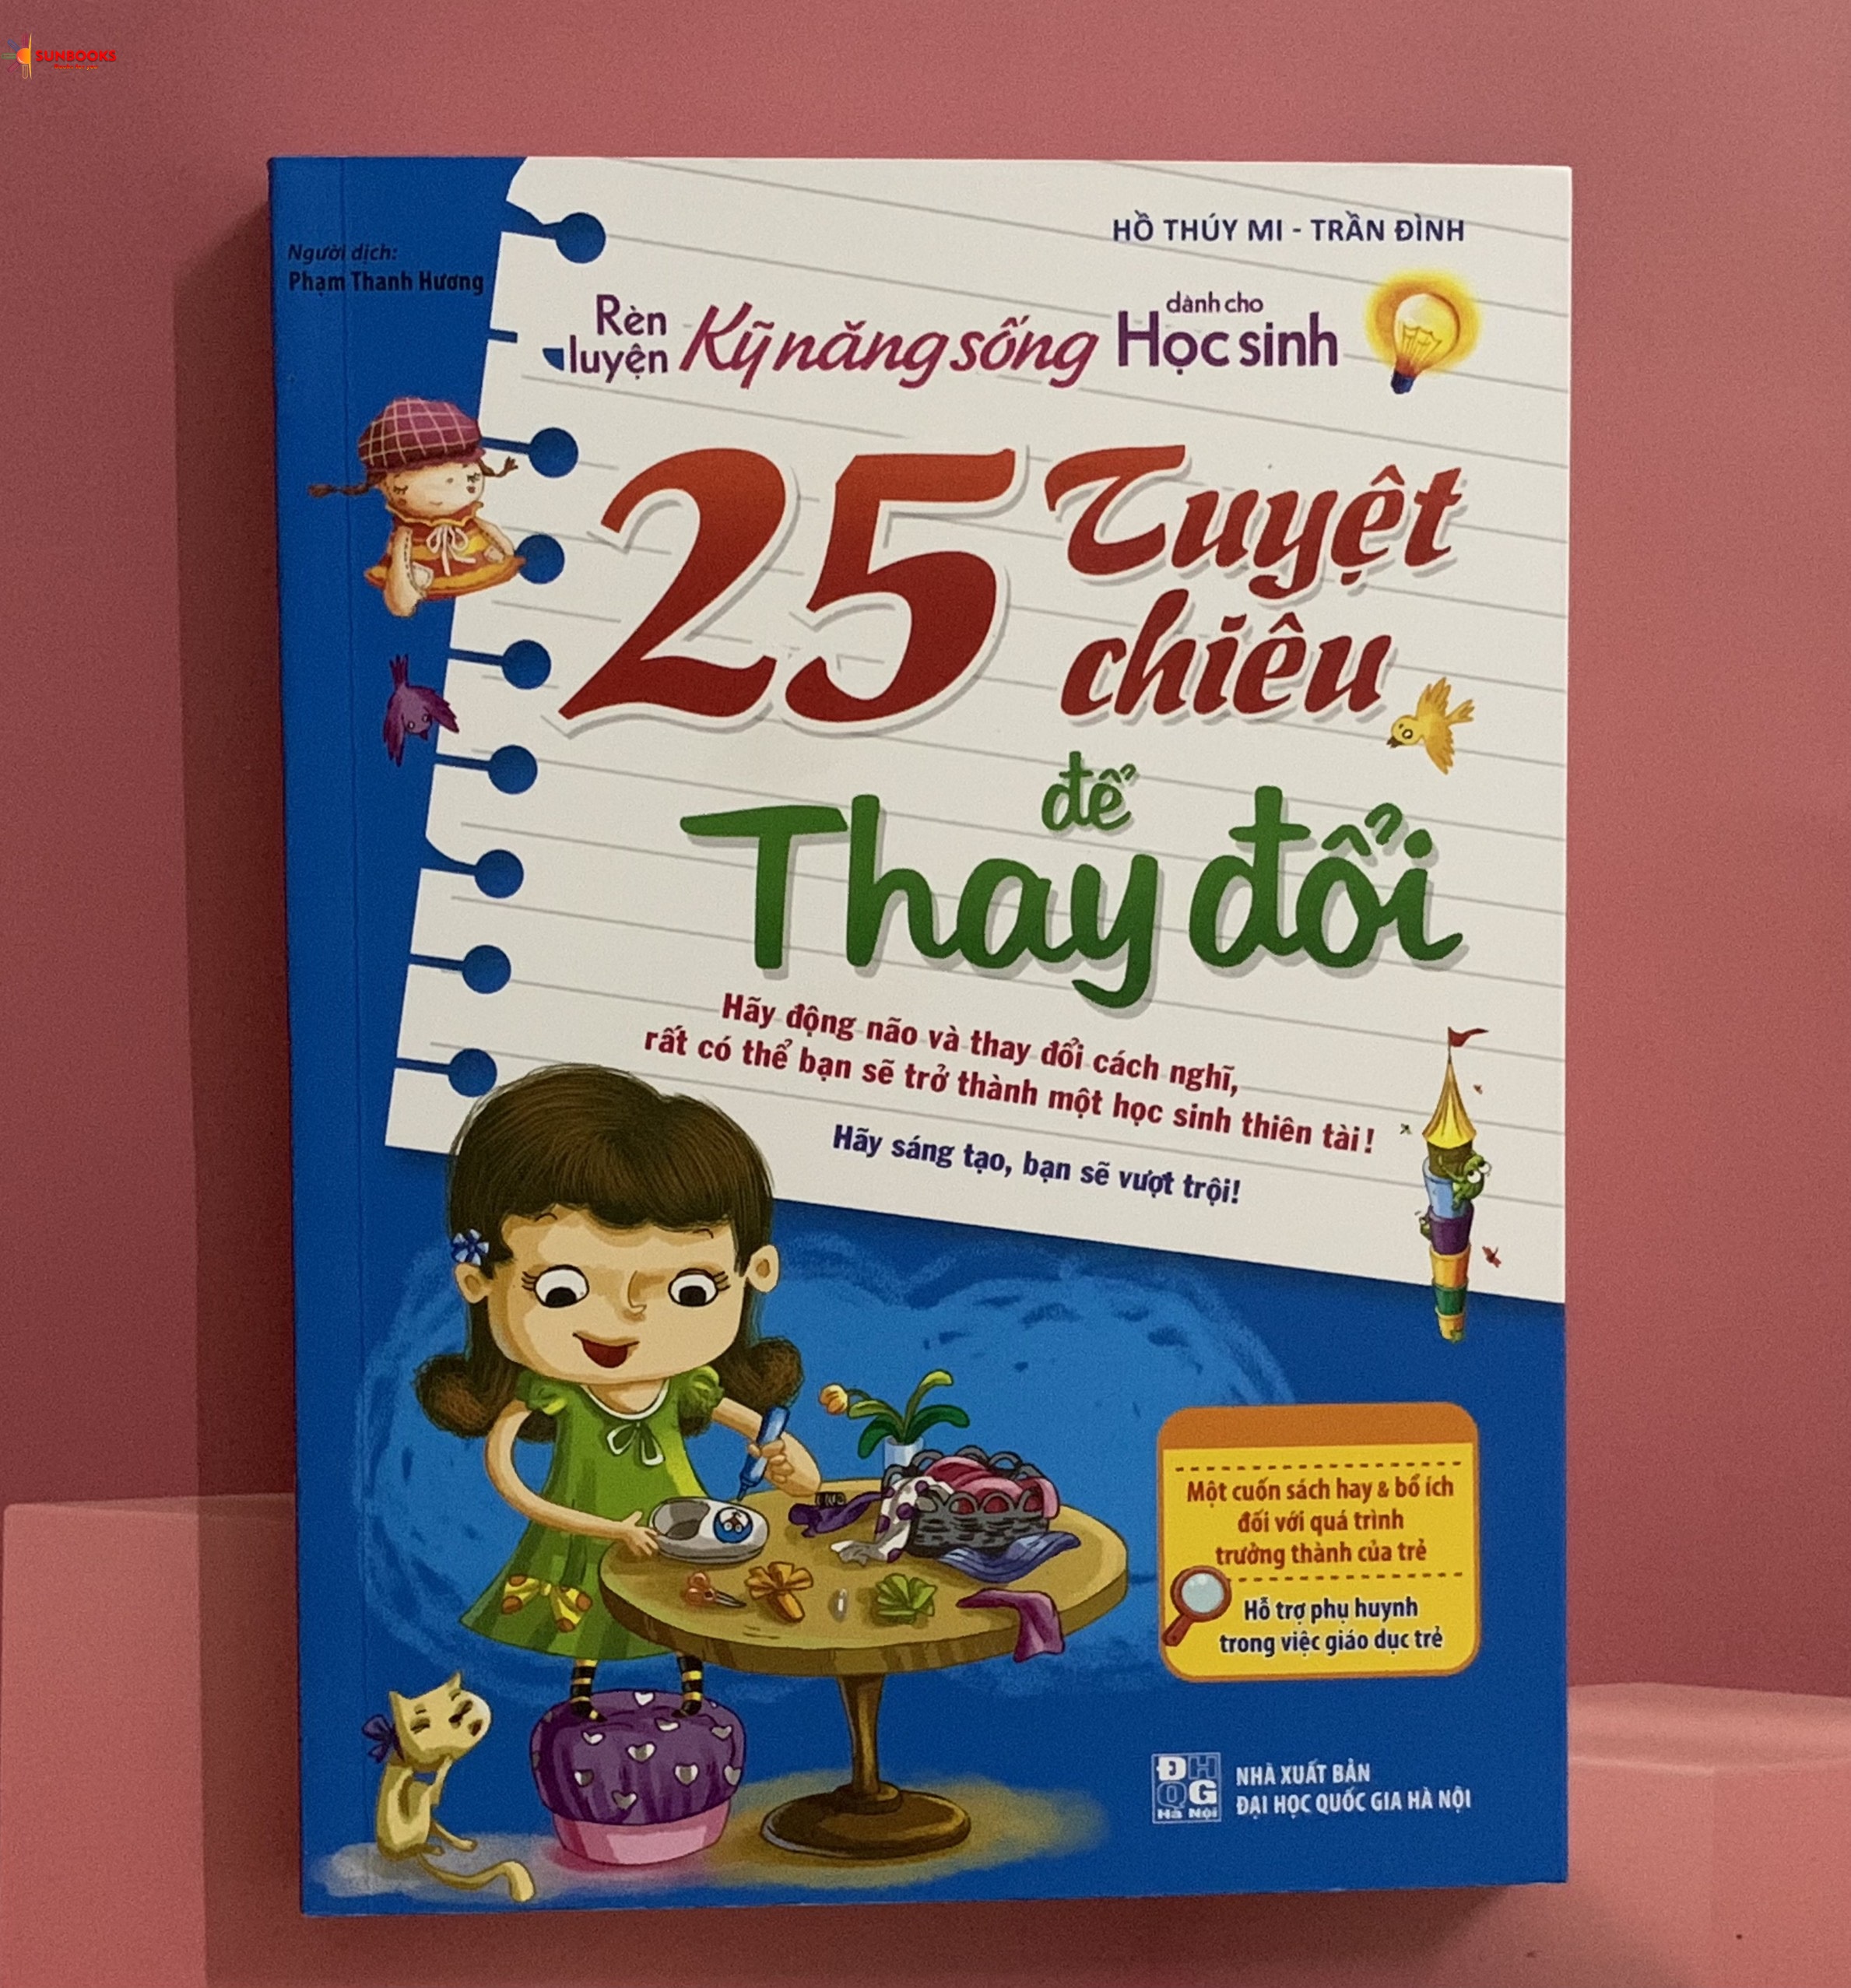 SUNBOOKS
HỒ THÚY MI - TRẦN ĐÌNH
Người dịch:
Phạm Thanh Hương
Rèn luyện Kỹ năng sống dành cho Học sinh
25 Tuyệt
chiêu
để
Thay đổi
Hãy động não và thay đổi cách nghĩ,
rất có thể bạn sẽ trở thành một học sinh thiên tài!
Hãy sáng tạo, bạn sẽ vượt trội!
Một cuốn sách hay & bổ ích
đối với quá trình
trưởng thành của trẻ
Hỗ trợ phụ huynh
trong việc giáo dục trẻ
ĐHQG
Hà Nội
NHÀ XUẤT BẢN
ĐẠI HỌC QUỐC GIA HÀ NỘI